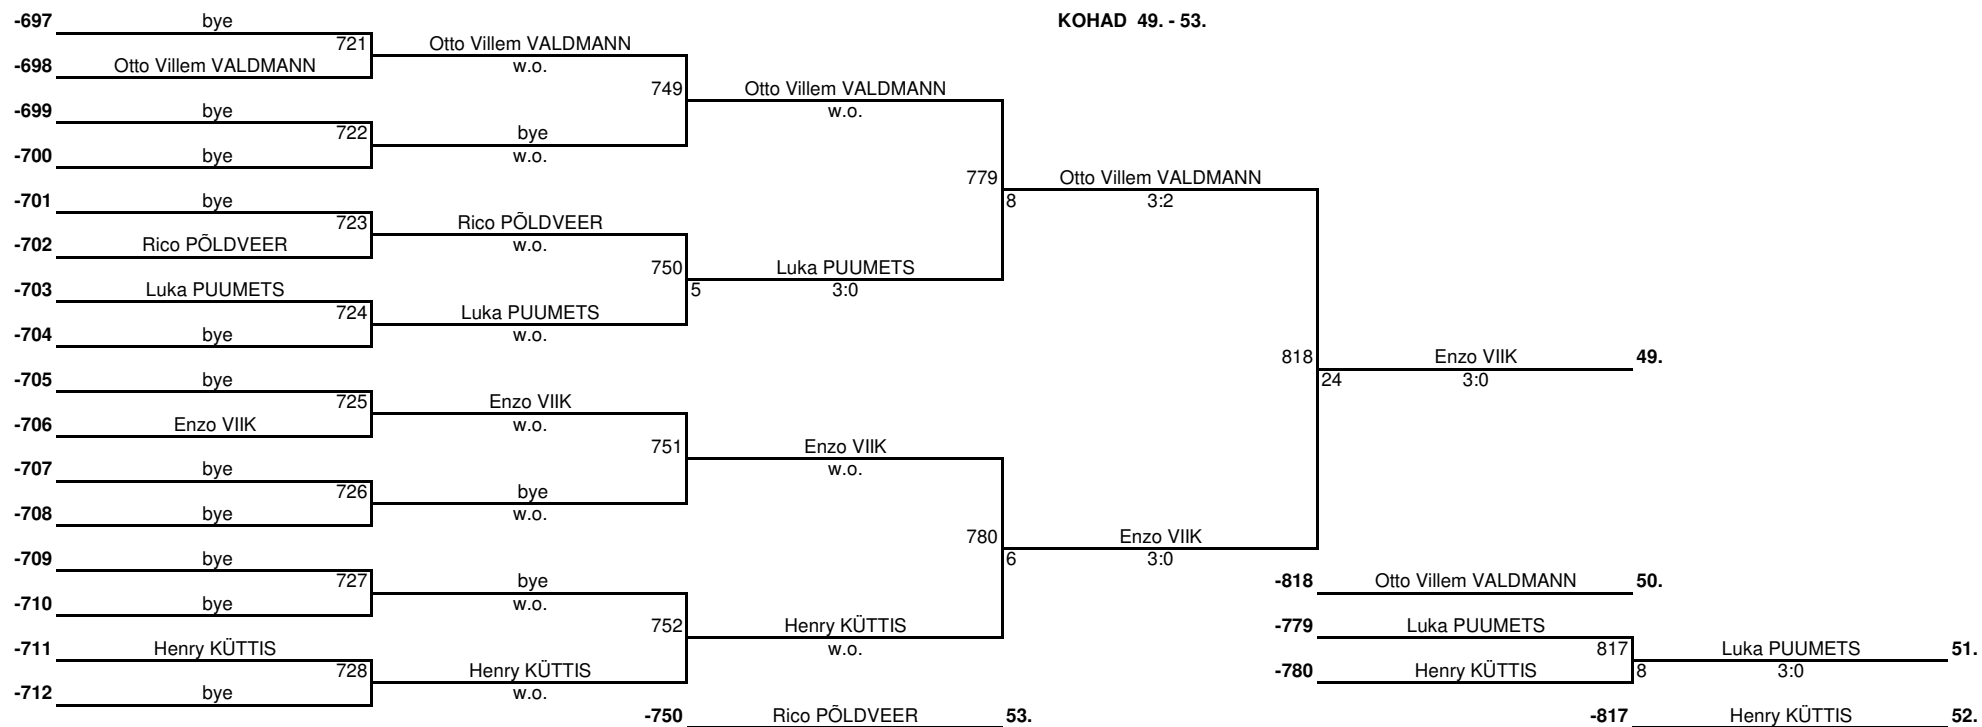 -697 bye KOHAD 49. - 53.
721 Otto Villem VALDMANN
-698 Otto Villem VALDMANN w.o.
749 Otto Villem VALDMANN
-699 bye w.o.
722 bye
-700 bye w.o.
779 Otto Villem VALDMANN
-701 bye 8 3:2
723 Rico PÕLDVEER
-702 Rico PÕLDVEER w.o.
750 Luka PUUMETS
-703 Luka PUUMETS 5 3:0
724 Luka PUUMETS
-704 bye w.o.
818 Enzo VIIK 49.
-705 bye 24 3:0
725 Enzo VIIK
-706 Enzo VIIK w.o.
751 Enzo VIIK
-707 bye w.o.
726 bye
-708 bye w.o.
780 Enzo VIIK
-709 bye 6 3:0
727 bye -818 Otto Villem VALDMANN 50.
-710 bye w.o.
752 Henry KÜTTIS -779 Luka PUUMETS
-711 Henry KÜTTIS w.o. 817 Luka PUUMETS 51.
728 Henry KÜTTIS -780 Henry KÜTTIS 8 3:0
-712 bye w.o.
-750 Rico PÕLDVEER 53. -817 Henry KÜTTIS 52.